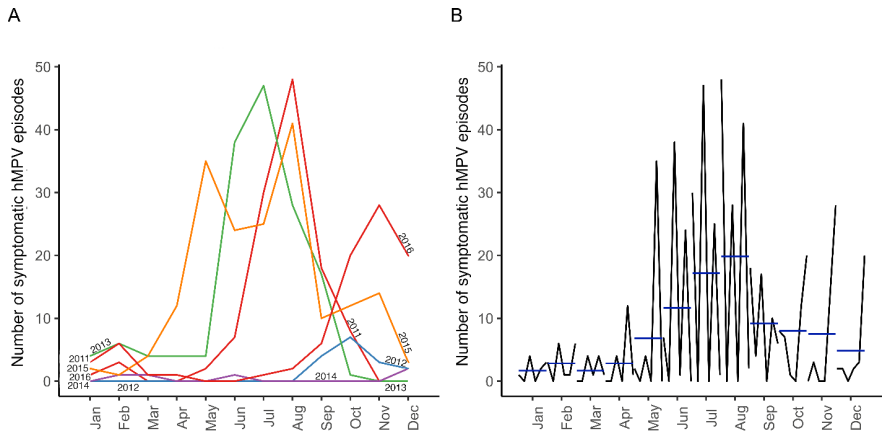 A
B
Number of symptomatic hMPV episodes
50
40
30
20
10
0
2013
2011
2015
2016
2014
2012
2014
2011
2016
2015
2012
2013
Jan
Feb
Mar
Apr
May
Jun
Jul
Aug
Sep
Oct
Nov
Dec
Number of symptomatic hMPV episodes
50
40
30
20
10
0
Jan
Feb
Mar
Apr
May
Jun
Jul
Aug
Sep
Oct
Nov
Dec